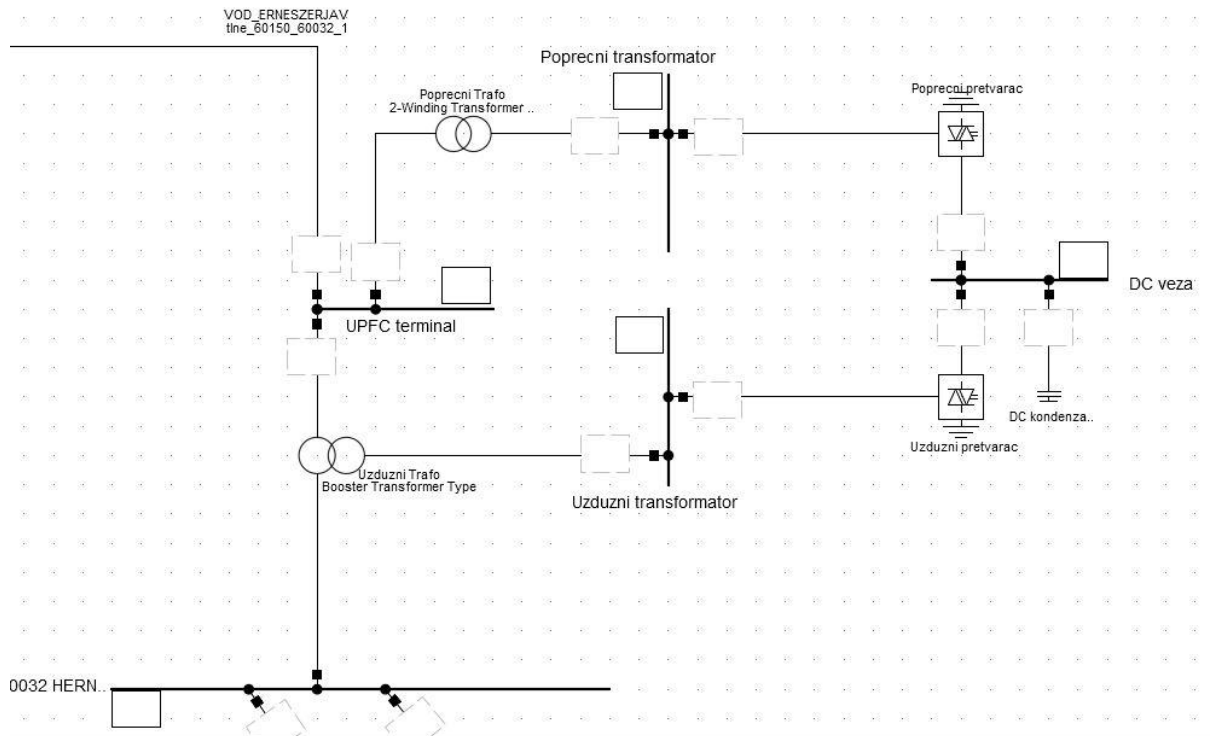 VOD_ERNESZERJAV
tlne_60150_60032_1
Poprecni transformator
Poprecni Trafo
2-Winding Transformer ..
Poprecni pretvarac
DC veza
UPFC terminal
DC kondenza..
Uzduzni pretvarac
Uzduzni Trafo
Booster Transformer Type
Uzduzni transformator
0032 HERN..